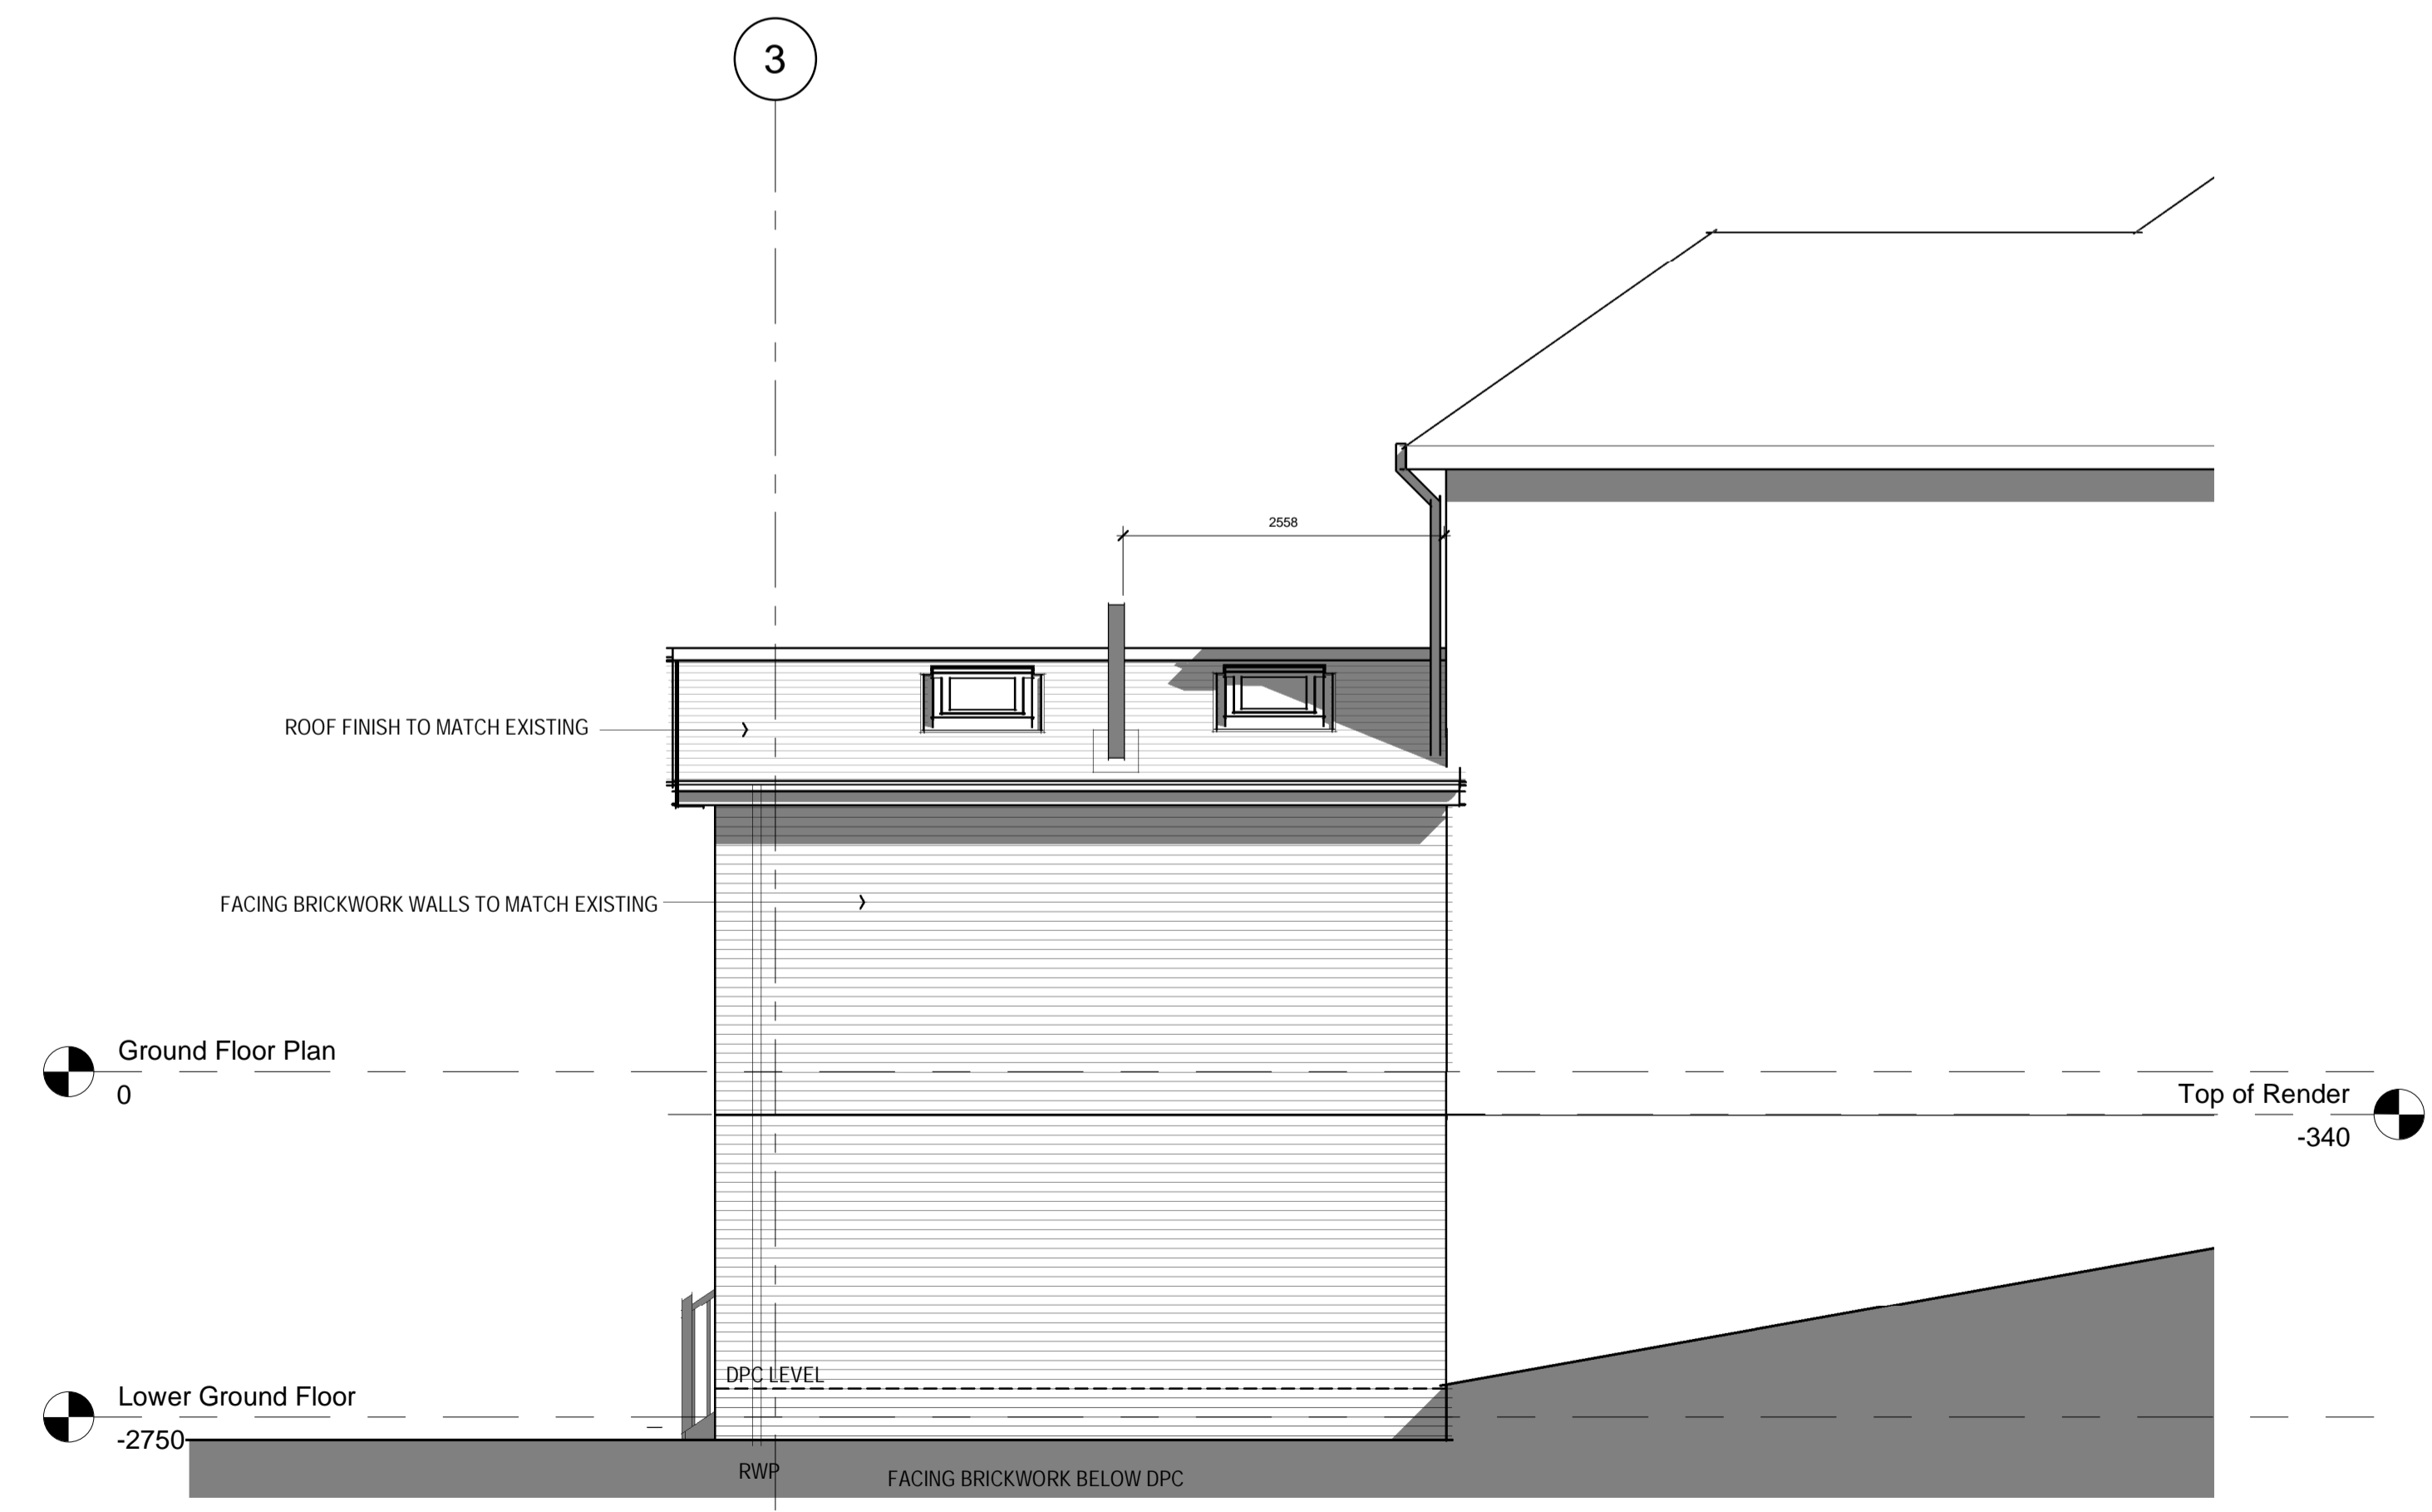 3
2558
ROOF FINISH TO MATCH EXISTING
FACING BRICKWORK WALLS TO MATCH EXISTING
Ground Floor Plan
0
Top of Render
-340
DPC LEVEL
Lower Ground Floor
-2750
RWP
FACING BRICKWORK BELOW DPC